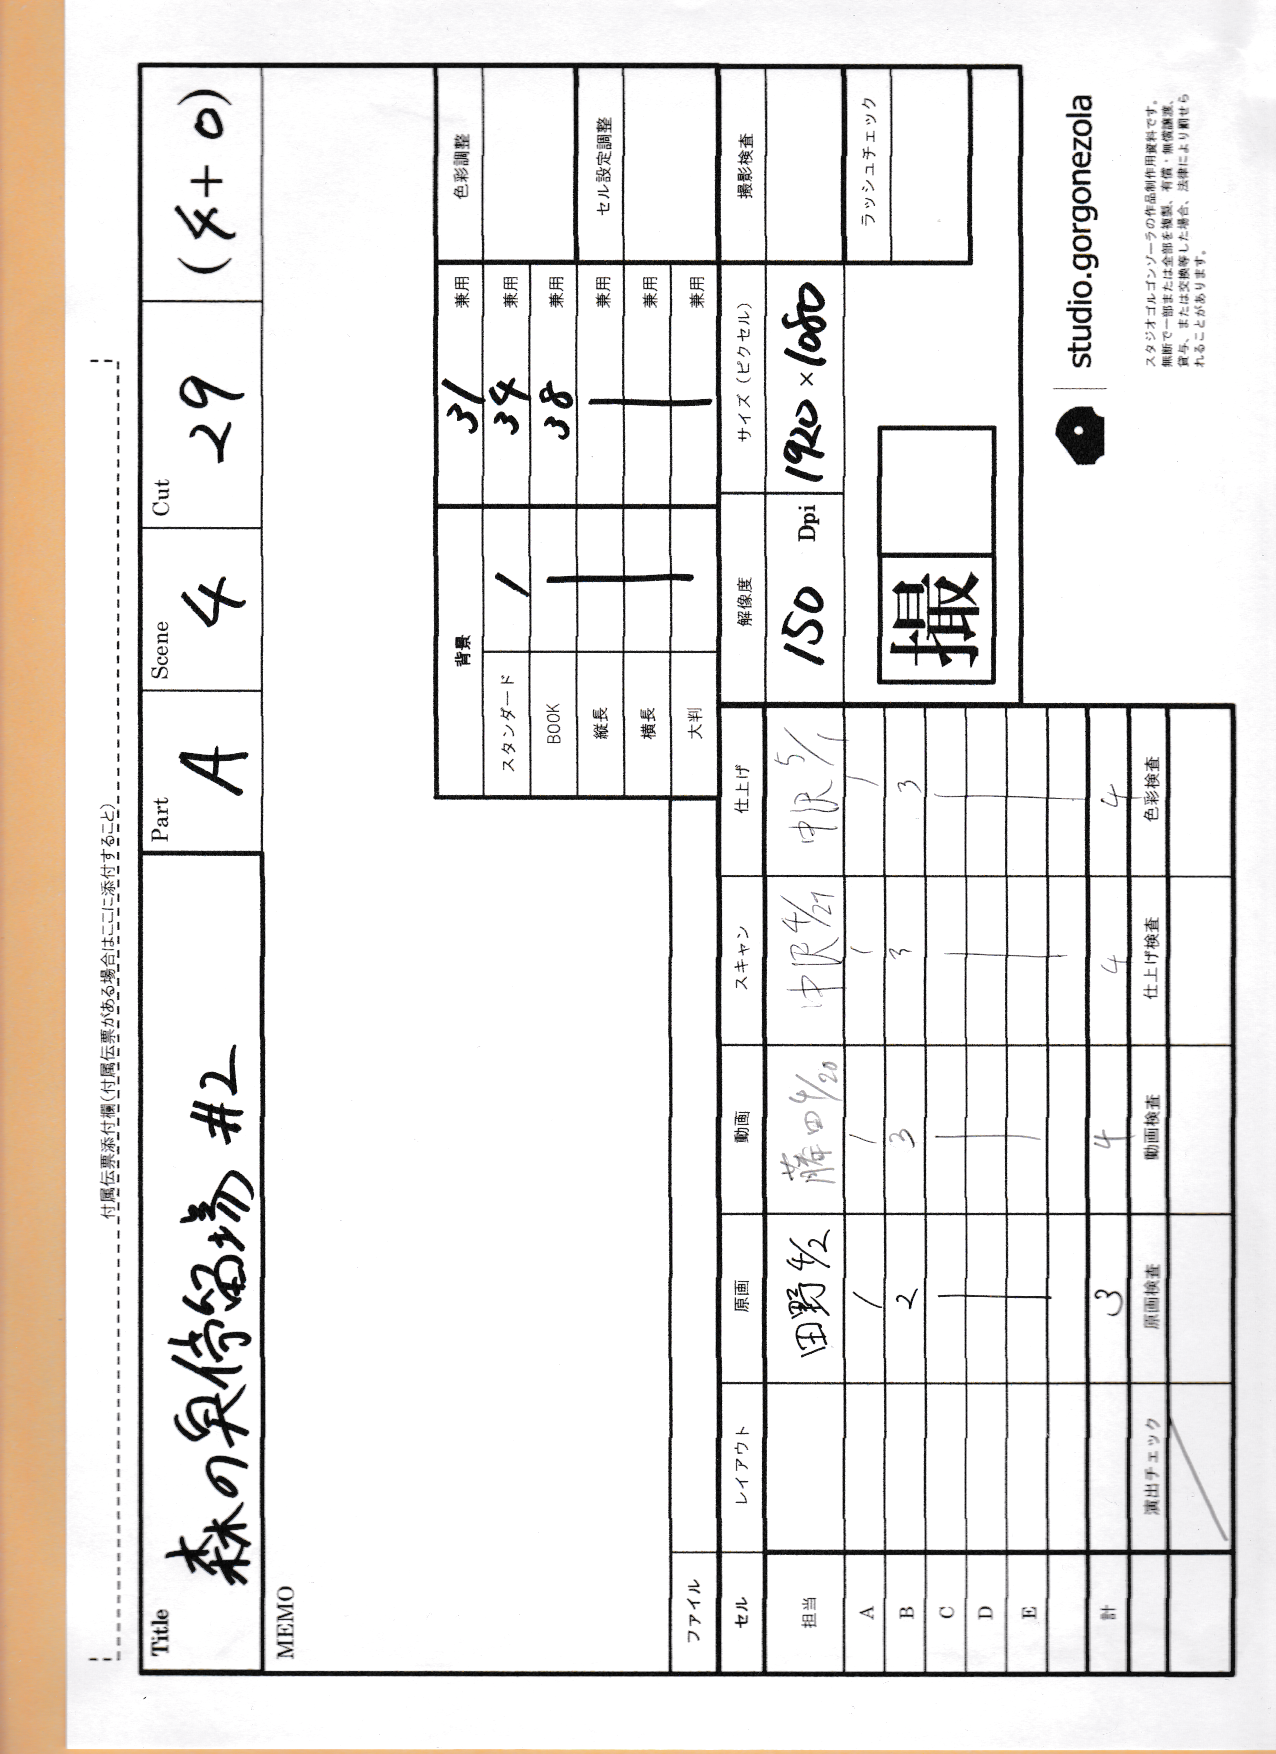 付属伝票添付欄(付属伝票がある場合はここに添付すること)
Title
森の 停留場 #2
Part
A
Scene
4
Cut
29
(4+0)
MEMO
背景
スタンダード
1
BOOK
縦長
横長
大判
31 兼用
34 兼用
38 兼用
兼用
兼用
兼用
色彩調整
セル設定調整
撮影検査
ラッシュチェック
解像度
150 Dpi
サイズ(ピクセル)
1920×1080
撮
ファイル
セル レイアウト 原画 動画 スキャン 仕上げ
担当 田野 4/2 藤田 4/20 中沢 4/27 中沢 5/1
A 1 1 1 1
B 2 3 3 3
C
D
E
計 3 4 4 4
演出チェック 原画検査 動画検査 仕上げ検査 色彩検査
studio.gorgonezola
スタジオゴルゴンゾーラの作品制作用資料です。
無断で一部または全部を複製、有償・無償譲渡、
貸与、または交換等した場合、法律により罰せら
れることがあります。